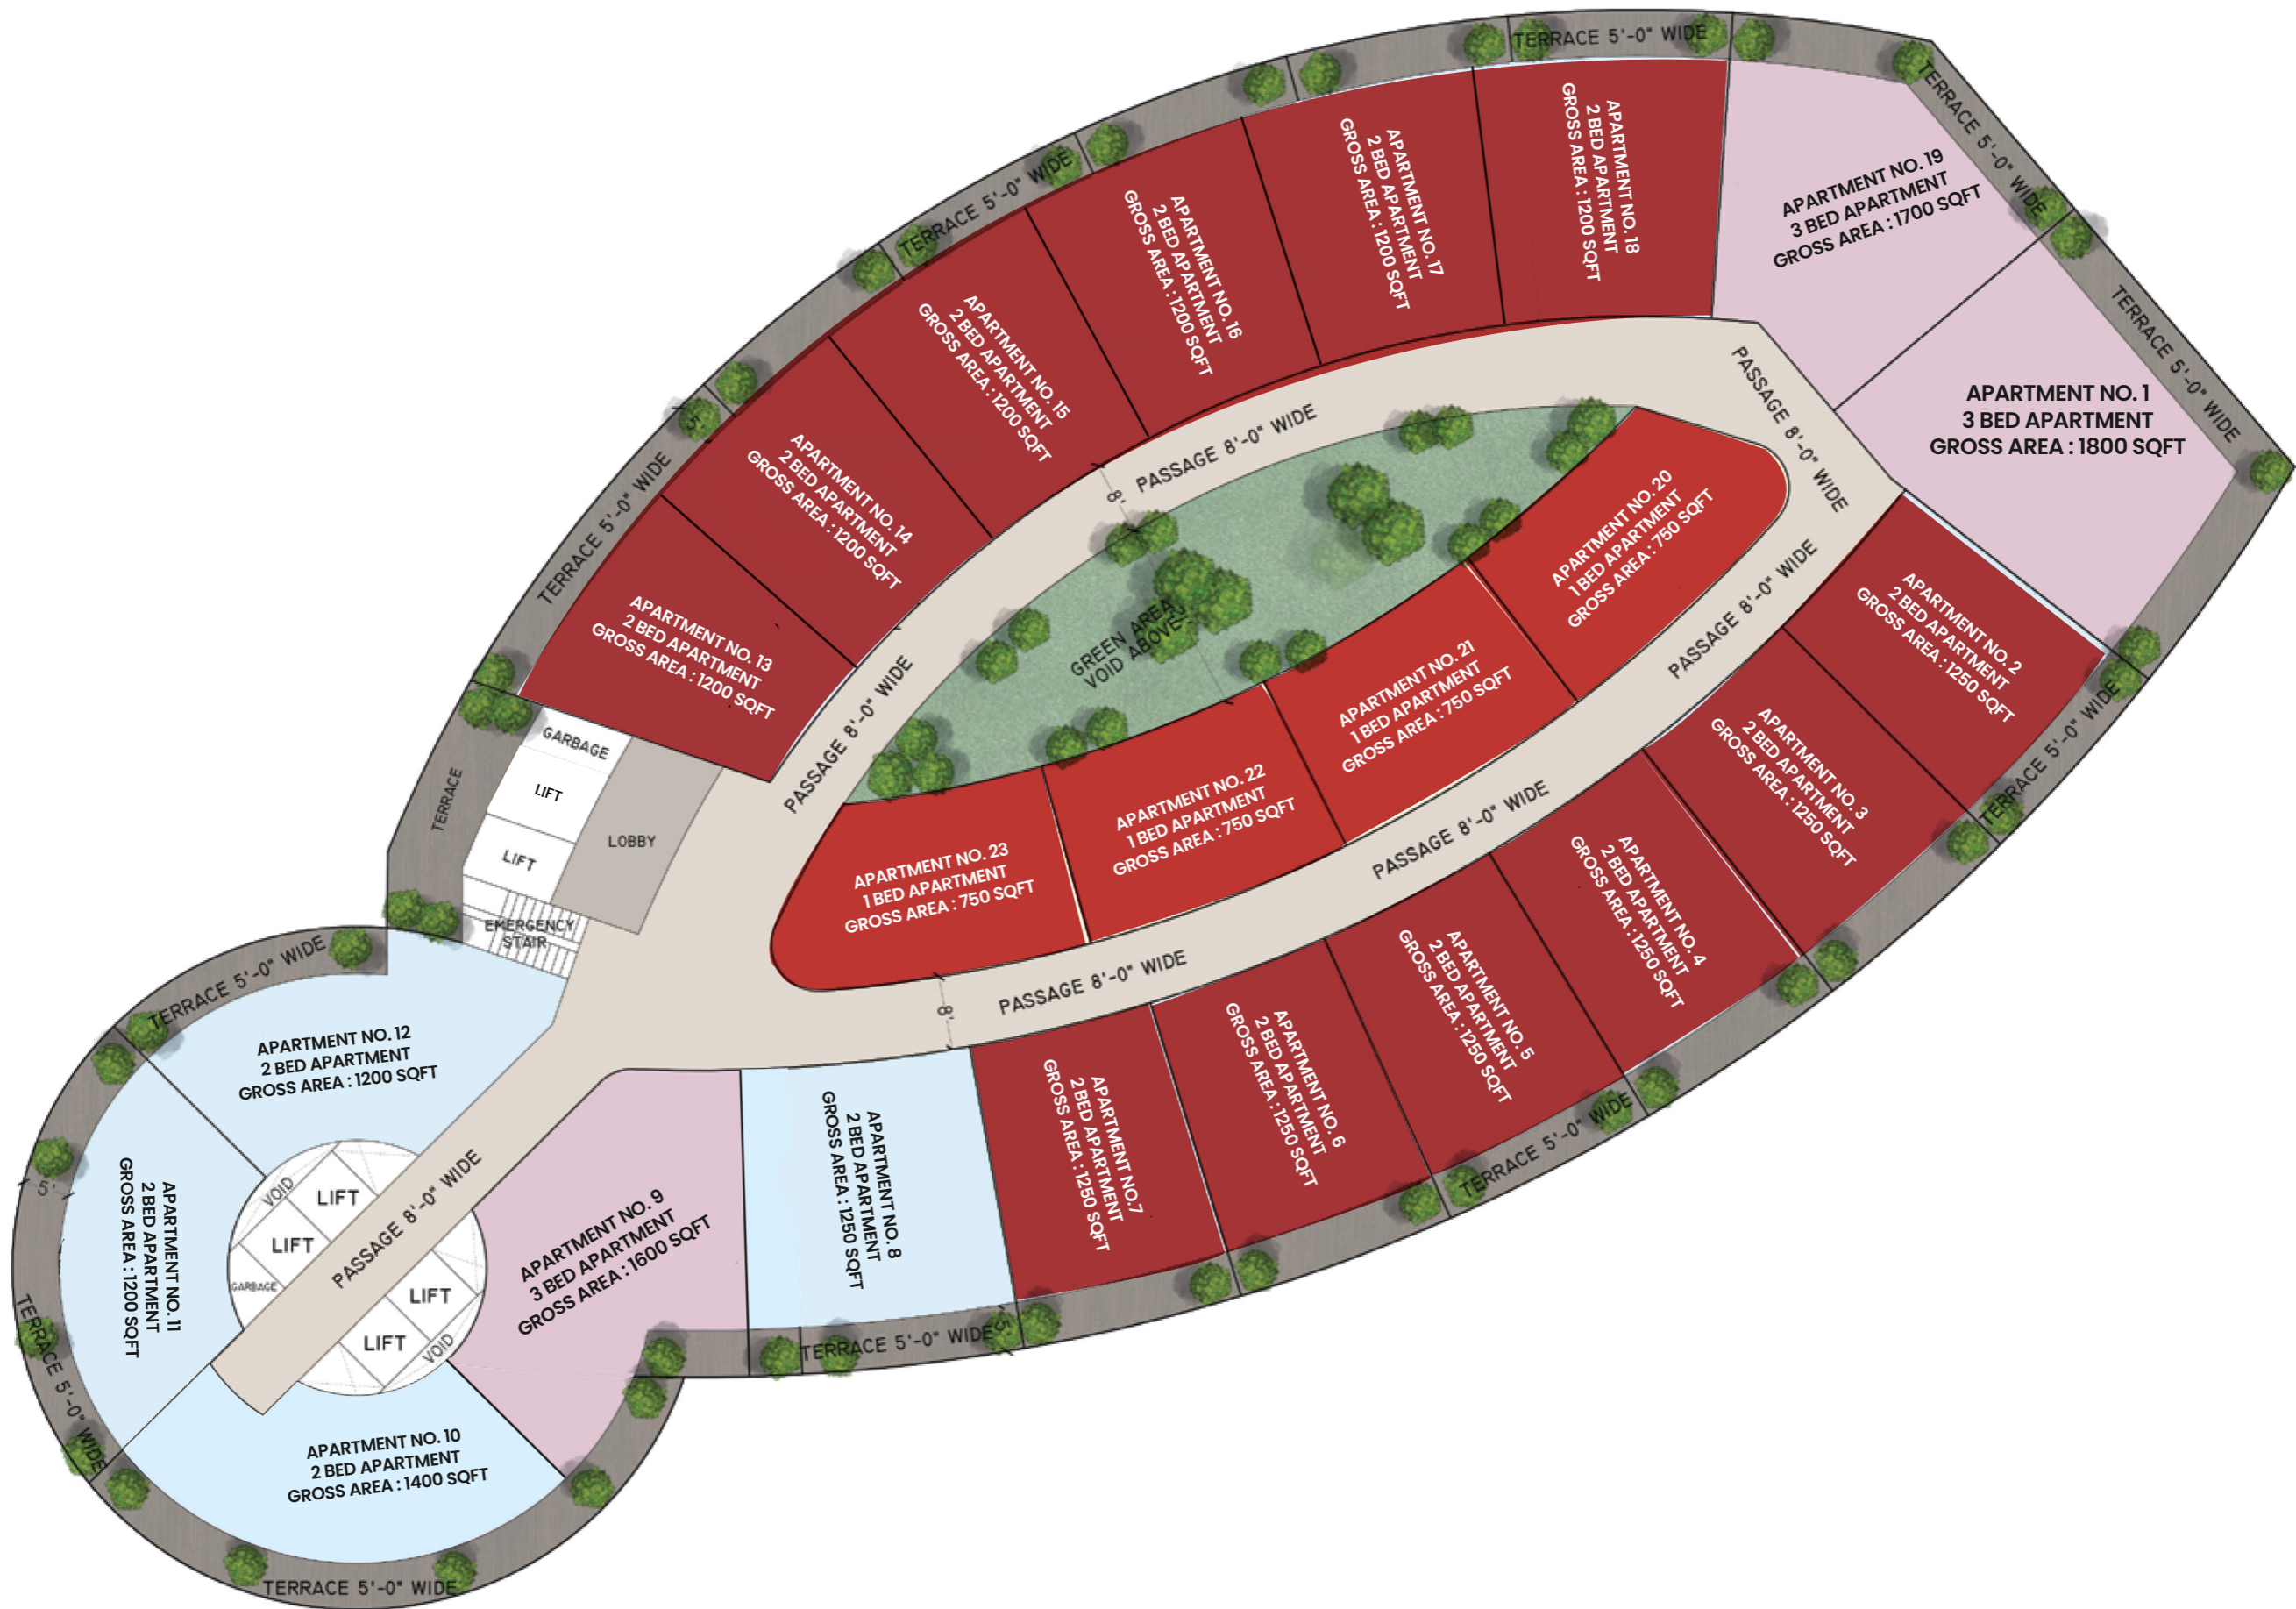 TERRACE 5'-0" WIDE
APARTMENT NO. 18
2 BED APARTMENT
GROSS AREA : 1200 SQFT
TERRACE 5'-0" WIDE
APARTMENT NO. 19
3 BED APARTMENT
GROSS AREA : 1700 SQFT
APARTMENT NO. 17
2 BED APARTMENT
GROSS AREA : 1200 SQFT
TERRACE 5'-0" WIDE
APARTMENT NO. 16
2 BED APARTMENT
GROSS AREA : 1200 SQFT
TERRACE 5'-0" WIDE
APARTMENT NO. 1
3 BED APARTMENT
GROSS AREA : 1800 SQFT
APARTMENT NO. 15
2 BED APARTMENT
GROSS AREA : 1200 SQFT
PASSAGE 8'-0" WIDE
5'
PASSAGE 8'-0" WIDE
8'
APARTMENT NO. 14
2 BED APARTMENT
GROSS AREA : 1200 SQFT
TERRACE 5'-0" WIDE
APARTMENT NO. 20
1 BED APARTMENT
GROSS AREA : 750 SQFT
APARTMENT NO. 13
2 BED APARTMENT
GROSS AREA : 1200 SQFT
GREEN AREA
VOID ABOVE
PASSAGE 8'-0" WIDE
APARTMENT NO. 2
2 BED APARTMENT
GROSS AREA : 1250 SQFT
PASSAGE 8'-0" WIDE
APARTMENT NO. 21
1 BED APARTMENT
GROSS AREA : 750 SQFT
APARTMENT NO. 3
2 BED APARTMENT
GROSS AREA : 1250 SQFT
TERRACE 5'-0" WIDE
GARBAGE
LIFT
TERRACE
LOBBY
LIFT
APARTMENT NO. 22
1 BED APARTMENT
GROSS AREA : 750 SQFT
PASSAGE 8'-0" WIDE
APARTMENT NO. 4
2 BED APARTMENT
GROSS AREA : 1250 SQFT
APARTMENT NO. 23
1 BED APARTMENT
GROSS AREA : 750 SQFT
EMERGENCY
STAIR
PASSAGE 8'-0" WIDE
8'
APARTMENT NO. 5
2 BED APARTMENT
GROSS AREA : 1250 SQFT
TERRACE 5'-0" WIDE
APARTMENT NO. 12
2 BED APARTMENT
GROSS AREA : 1200 SQFT
APARTMENT NO. 6
2 BED APARTMENT
GROSS AREA : 1250 SQFT
APARTMENT NO.7
2 BED APARTMENT
GROSS AREA : 1250 SQFT
TERRACE 5'-0" WIDE
APARTMENT NO. 8
2 BED APARTMENT
GROSS AREA : 1250 SQFT
APARTMENT NO. 9
3 BED APARTMENT
GROSS AREA : 1600 SQFT
5'
APARTMENT NO. 11
2 BED APARTMENT
GROSS AREA : 1200 SQFT
VOID
LIFT
LIFT
GARBAGE
PASSAGE 8'-0" WIDE
LIFT
LIFT
VOID
TERRACE 5'-0" WIDE
5'
TERRACE 5'-0" WIDE
APARTMENT NO. 10
2 BED APARTMENT
GROSS AREA : 1400 SQFT
TERRACE 5'-0" WIDE